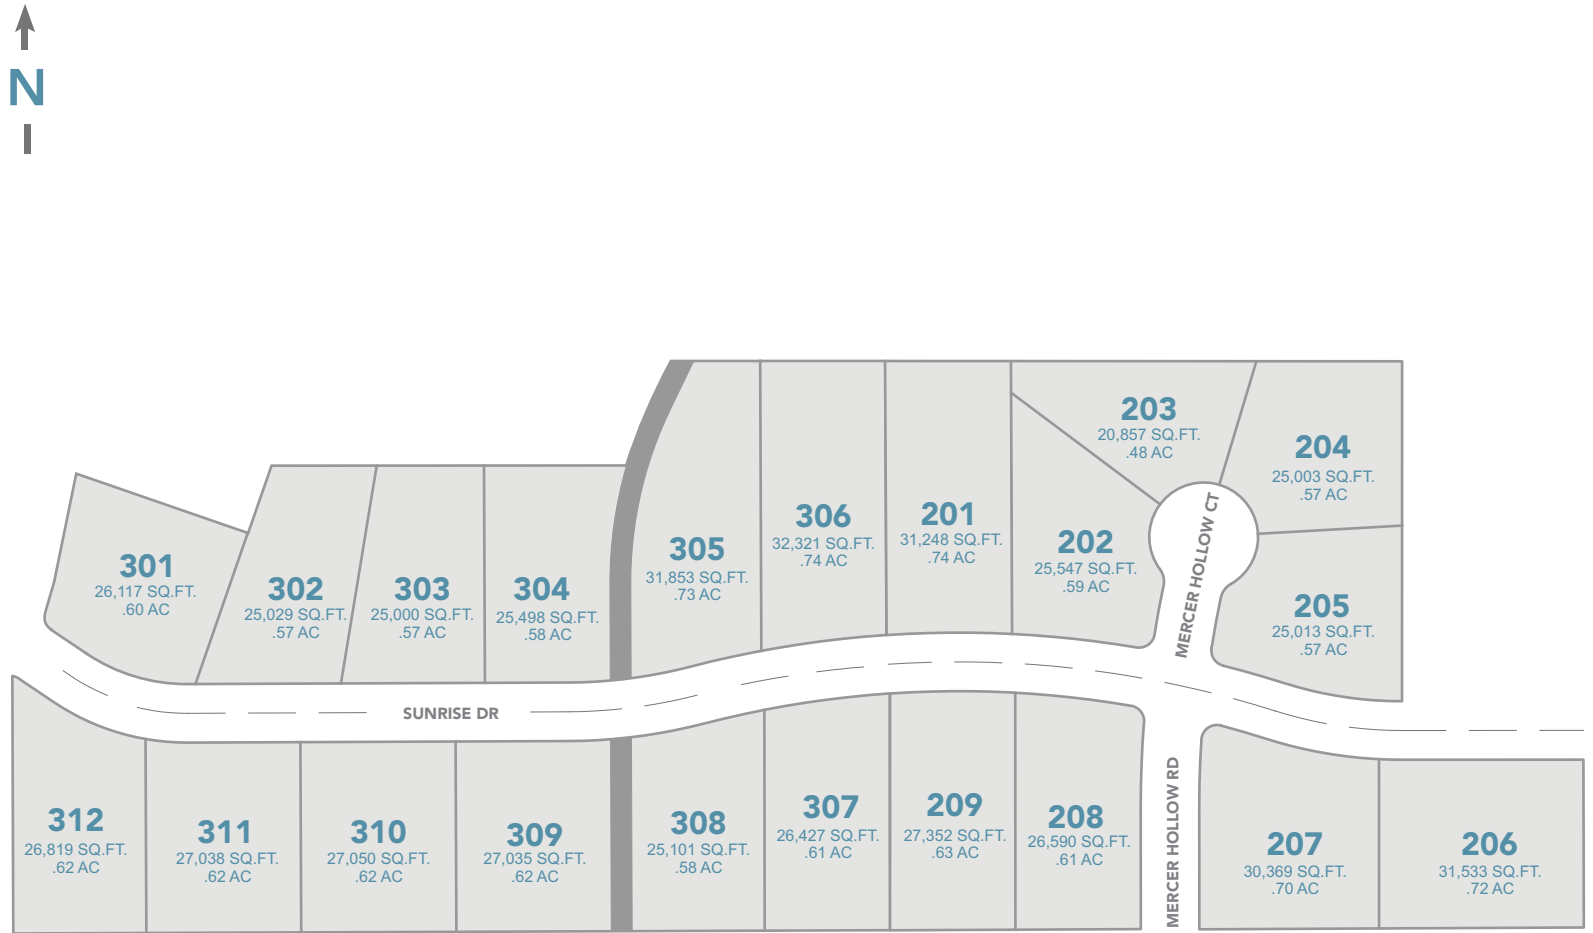 N
203
20,857 SQ.FT.
.48 AC
204
25,003 SQ.FT.
.57 AC
306
32,321 SQ.FT.
.74 AC
201
31,248 SQ.FT.
.74 AC
202
25,547 SQ.FT.
.59 AC
305
31,853 SQ.FT.
.73 AC
301
26,117 SQ.FT.
.60 AC
302
25,029 SQ.FT.
.57 AC
303
25,000 SQ.FT.
.57 AC
304
25,498 SQ.FT.
.58 AC
MERCER HOLLOW CT
205
25,013 SQ.FT.
.57 AC
SUNRISE DR
312
26,819 SQ.FT.
.62 AC
311
27,038 SQ.FT.
.62 AC
310
27,050 SQ.FT.
.62 AC
309
27,035 SQ.FT.
.62 AC
308
25,101 SQ.FT.
.58 AC
307
26,427 SQ.FT.
.61 AC
209
27,352 SQ.FT.
.63 AC
208
26,590 SQ.FT.
.61 AC
MERCER HOLLOW RD
207
30,369 SQ.FT.
.70 AC
206
31,533 SQ.FT.
.72 AC